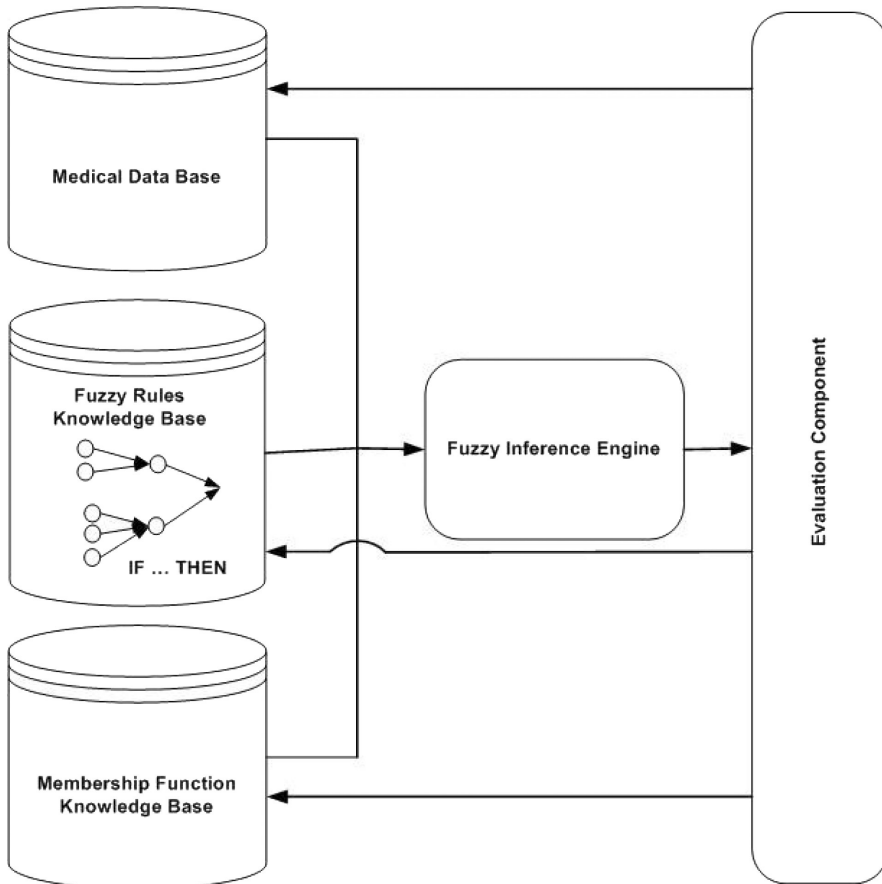 Medical Data Base
Fuzzy Rules
Knowledge Base
IF ... THEN
Membership Function
Knowledge Base
Fuzzy Inference Engine
Evaluation Component